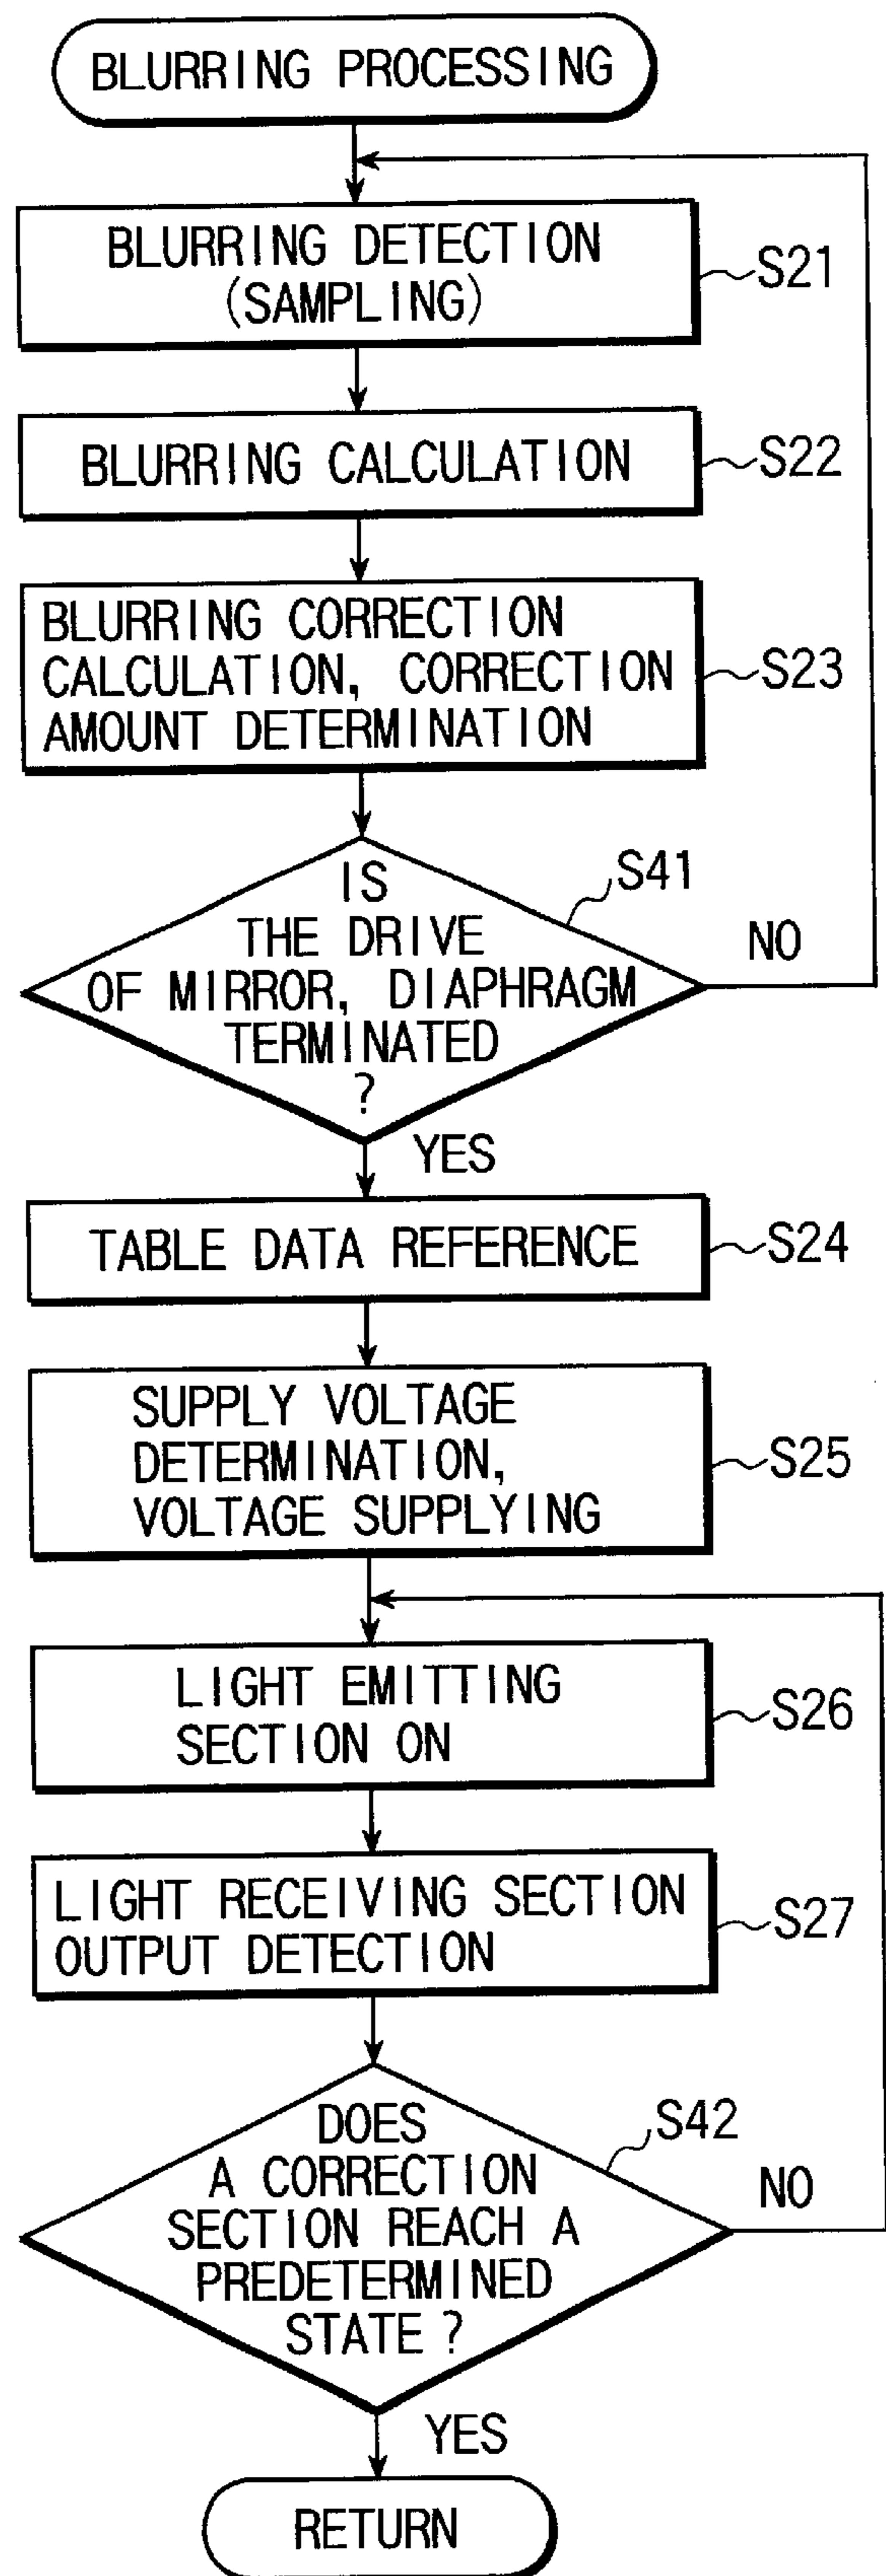 BLURRING PROCESSING
BLURRING DETECTION
(SAMPLING)
S21
BLURRING CALCULATION
S22
BLURRING CORRECTION
CALCULATION, CORRECTION
AMOUNT DETERMINATION
S23
S41
IS
THE DRIVE
OF MIRROR, DIAPHRAGM
TERMINATED
?
NO
YES
TABLE DATA REFERENCE
S24
SUPPLY VOLTAGE
DETERMINATION,
VOLTAGE SUPPLYING
S25
LIGHT EMITTING
SECTION ON
S26
LIGHT RECEIVING SECTION
OUTPUT DETECTION
S27
S42
DOES
A CORRECTION
SECTION REACH A
PREDETERMINED
STATE ?
NO
YES
RETURN